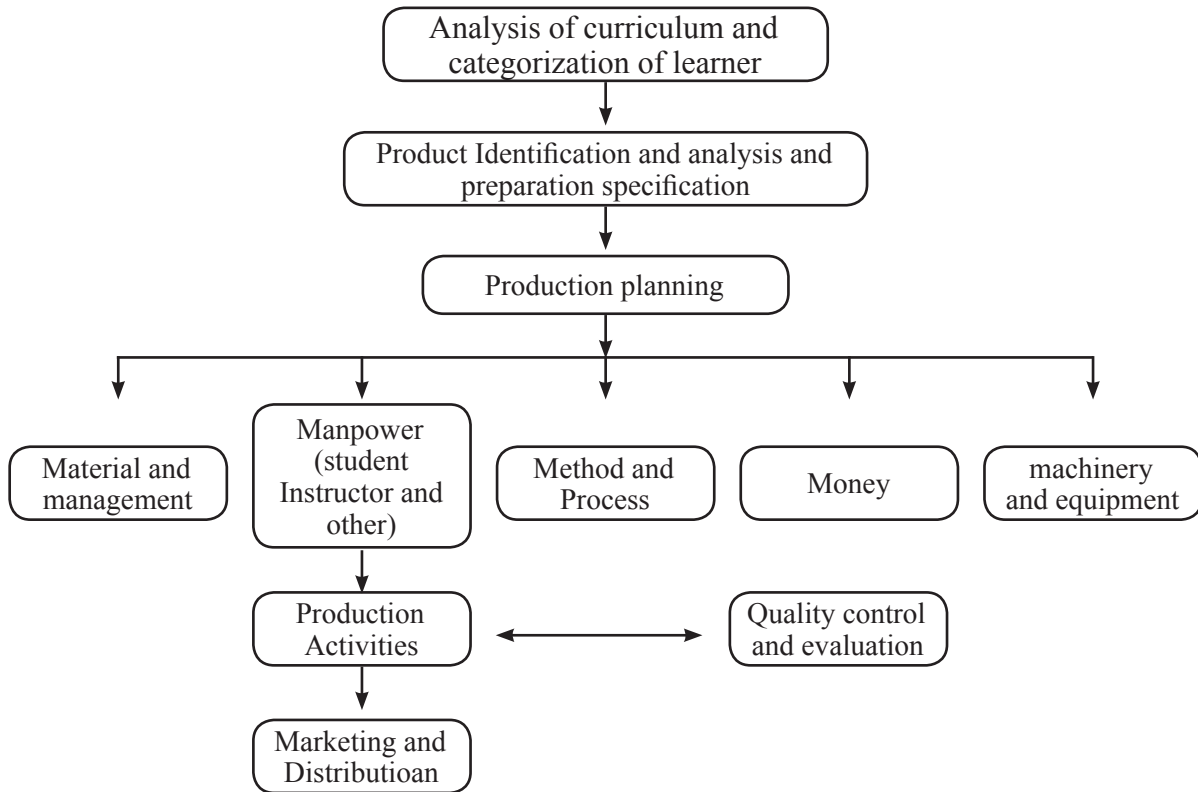 Analysis of curriculum and
categorization of learner
Product Identification and analysis and
preparation specification
Production planning
Material and
management
Manpower
(student
Instructor and
other)
Method and
Process
Money
machinery
and equipment
Production
Activities
Quality control
and evaluation
Marketing and
Distributioan